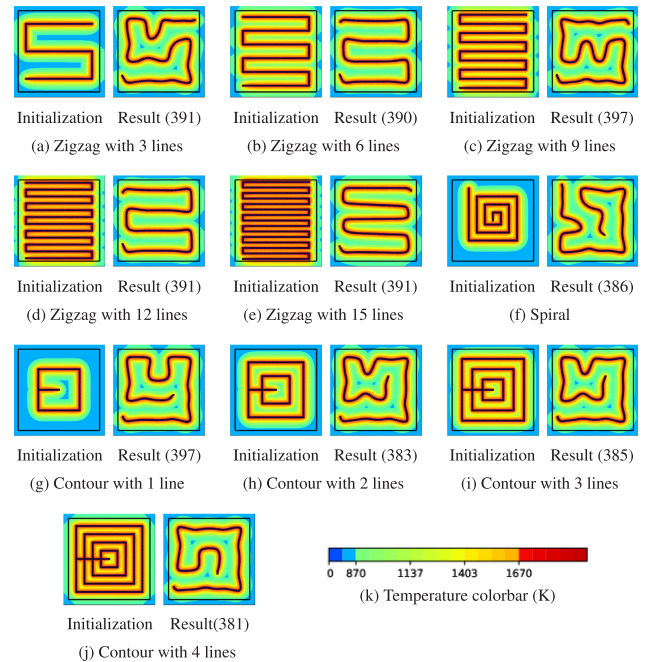 Initialization Result (391) Initialization Result (390) Initialization Result (397)
(a) Zigzag with 3 lines (b) Zigzag with 6 lines (c) Zigzag with 9 lines
Initialization Result (391) Initialization Result (391) Initialization Result (386)
(d) Zigzag with 12 lines (e) Zigzag with 15 lines (f) Spiral
Initialization Result (397) Initialization Result (383) Initialization Result (385)
(g) Contour with 1 line (h) Contour with 2 lines (i) Contour with 3 lines
0 870 1137 1403 1670
(k) Temperature colorbar (K)
Initialization Result(381)
(j) Contour with 4 lines